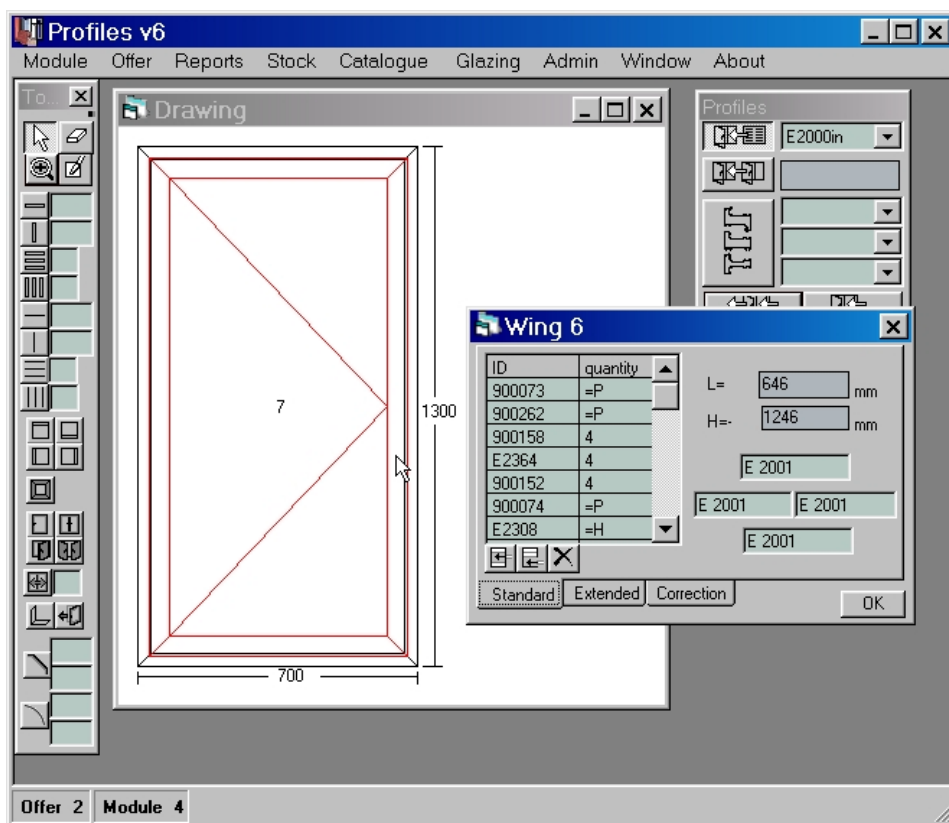 Profiles v6
Module Offer Reports Stock Catalogue Glazing Admin Window About
To...
Drawing
7
1300
700
Profiles
E2000in
Wing 6
ID quantity
900073 =P
900262 =P
900158 4
E2364 4
900152 4
900074 =P
E2308 =H
L= 646 mm
H=- 1246 mm
E 2001
E 2001 E 2001
E 2001
Standard Extended Correction
OK
Offer 2 Module 4